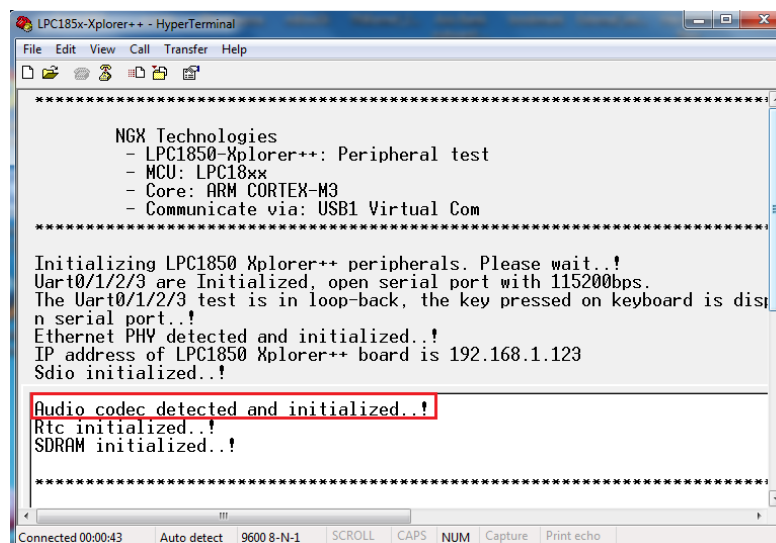 LPC185x-Xplorer++ - HyperTerminal
File Edit View Call Transfer Help
************************************************************************
NGX Technologies
- LPC1850-Xplorer++: Peripheral test
- MCU: LPC18xx
- Core: ARM CORTEX-M3
- Communicate via: USB1 Virtual Com
************************************************************************
Initializing LPC1850 Xplorer++ peripherals. Please wait..!
Uart0/1/2/3 are Initialized, open serial port with 115200bps.
The Uart0/1/2/3 test is in loop-back, the key pressed on keyboard is disp
n serial port..!
Ethernet PHY detected and initialized..!
IP address of LPC1850 Xplorer++ board is 192.168.1.123
Sdio initialized..!
Audio codec detected and initialized..!
Rtc initialized..!
SDRAM initialized..!
************************************************************************
Connected 00:00:43 Auto detect 9600 8-N-1 SCROLL CAPS NUM Capture Print echo